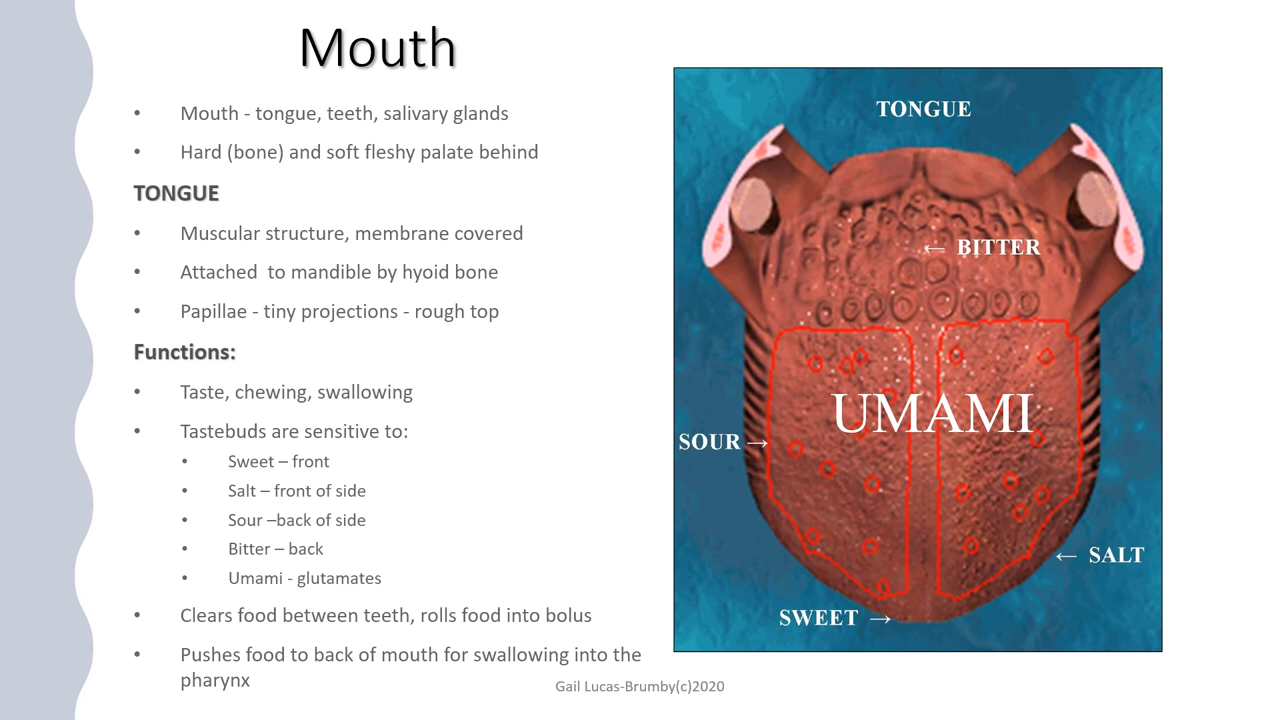 Mouth
• Mouth - tongue, teeth, salivary glands
• Hard (bone) and soft fleshy palate behind
TONGUE
• Muscular structure, membrane covered
• Attached  to mandible by hyoid bone
• Papillae - tiny projections - rough top
Functions:
• Taste, chewing, swallowing
• Tastebuds are sensitive to:
• Sweet – front
• Salt – front of side
• Sour –back of side
• Bitter – back
• Umami - glutamates
• Clears food between teeth, rolls food into bolus
• Pushes food to back of mouth for swallowing into the
pharynx
TONGUE
← BITTER
UMAMI
SOUR →
← SALT
SWEET →
Gail Lucas-Brumby(c)2020